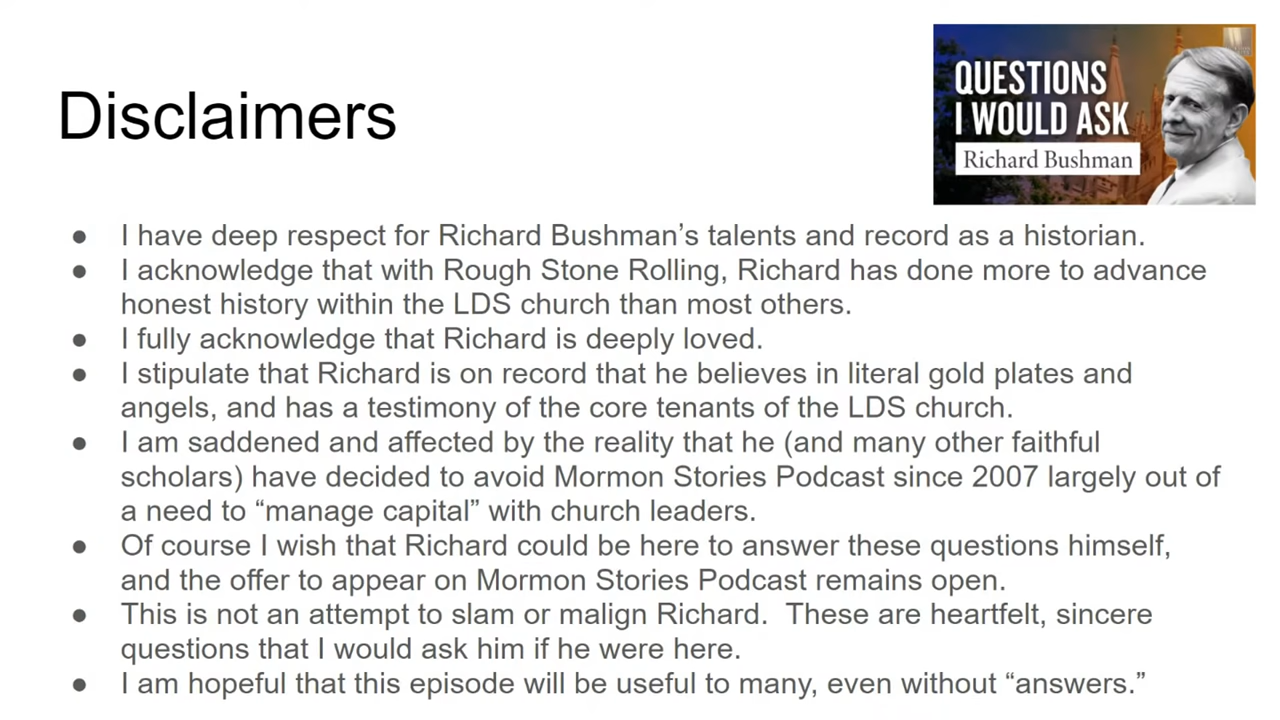 Disclaimers
QUESTIONS
I WOULD ASK
Richard Bushman
● I have deep respect for Richard Bushman’s talents and record as a historian.
● I acknowledge that with Rough Stone Rolling, Richard has done more to advance
honest history within the LDS church than most others.
● I fully acknowledge that Richard is deeply loved.
● I stipulate that Richard is on record that he believes in literal gold plates and
angels, and has a testimony of the core tenants of the LDS church.
● I am saddened and affected by the reality that he (and many other faithful
scholars) have decided to avoid Mormon Stories Podcast since 2007 largely out of
a need to “manage capital” with church leaders.
● Of course I wish that Richard could be here to answer these questions himself,
and the offer to appear on Mormon Stories Podcast remains open.
● This is not an attempt to slam or malign Richard.  These are heartfelt, sincere
questions that I would ask him if he were here.
● I am hopeful that this episode will be useful to many, even without “answers.”